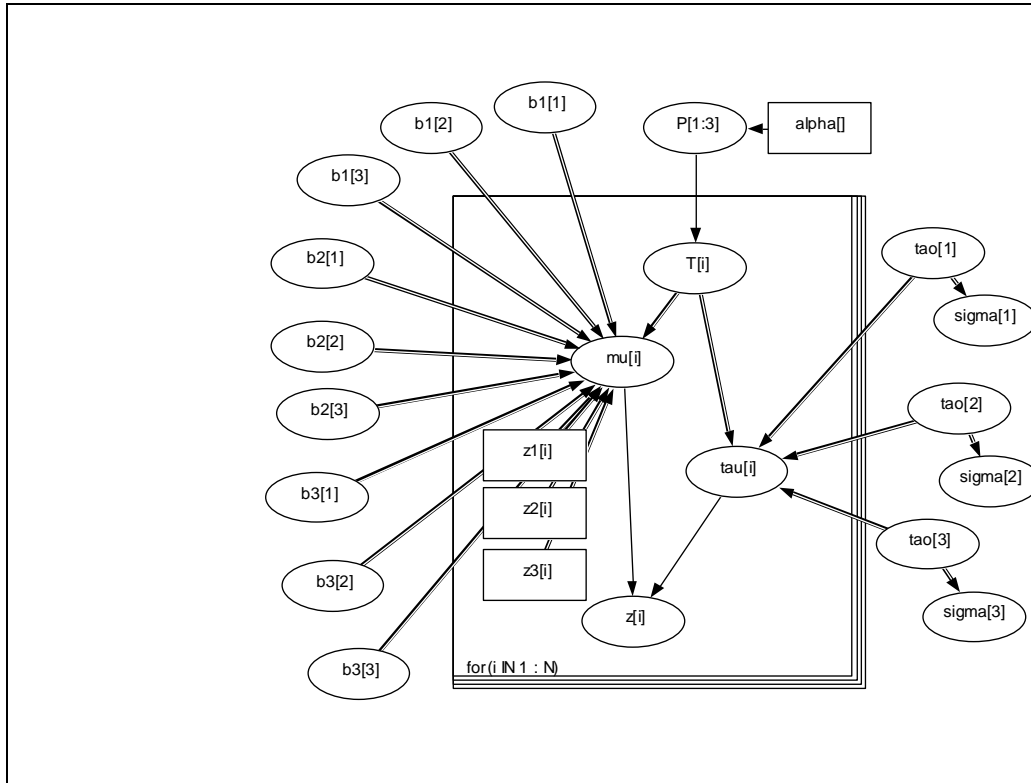 b1[1]
b1[2]
P[1:3]
alpha[]
b1[3]
b2[1]
T[i]
tao[1]
sigma[1]
b2[2]
mu[i]
b2[3]
tao[2]
z1[i]
tau[i]
sigma[2]
b3[1]
z2[i]
tao[3]
z3[i]
b3[2]
sigma[3]
z[i]
b3[3]
for(i IN 1 : N)